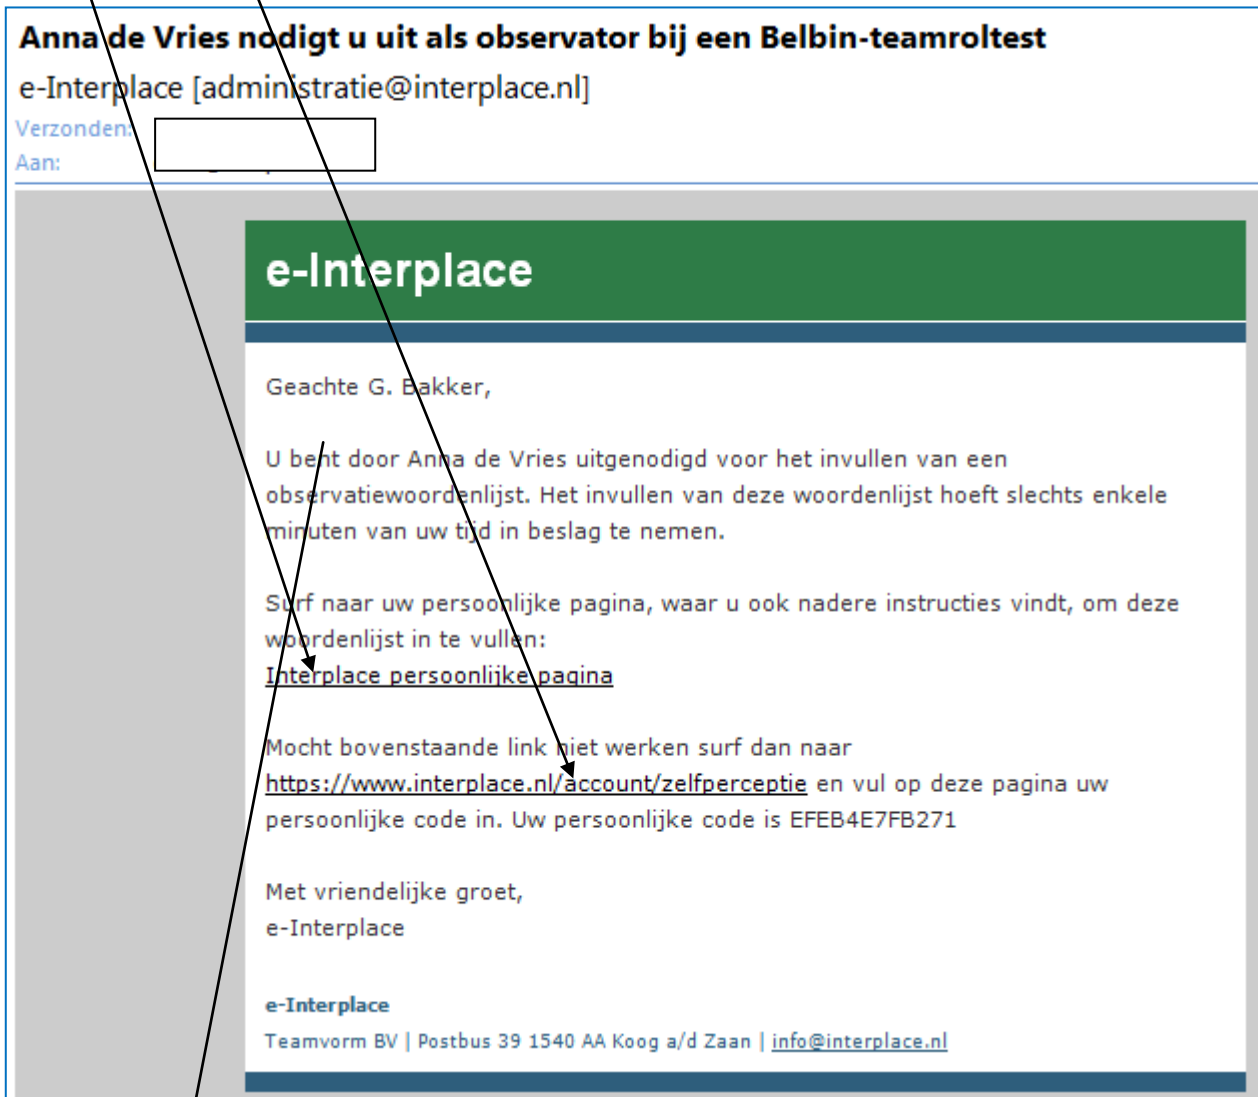 Anna de Vries nodigt u uit als observator bij een Belbin-teamroltest
e-Interplace [administratie@interplace.nl]
Verzonden:
Aan:
e-Interplace
Geachte G. Bakker,
U bent door Anna de Vries uitgenodigd voor het invullen van een
observatiewoordenlijst. Het invullen van deze woordenlijst hoeft slechts enkele
minuten van uw tijd in beslag te nemen.
Surf naar uw persoonlijke pagina, waar u ook nadere instructies vindt, om deze
woordenlijst in te vullen:
Interplace persoonlijke pagina
Mocht bovenstaande link niet werken surf dan naar
https://www.interplace.nl/account/zelfperceptie en vul op deze pagina uw
persoonlijke code in. Uw persoonlijke code is EFEB4E7FB271
Met vriendelijke groet,
e-Interplace
e-Interplace
Teamvorm BV | Postbus 39 1540 AA Koog a/d Zaan | info@interplace.nl